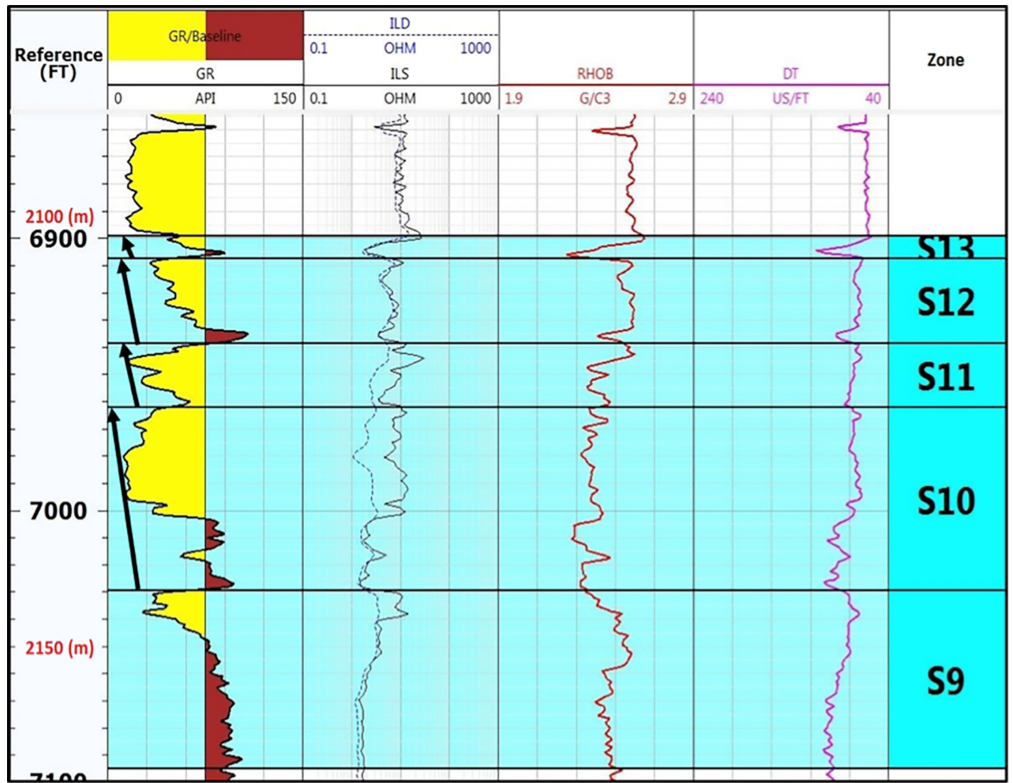 Reference
(FT)
GR/Baseline
GR
0 API 150
ILD
0.1 OHM 1000
ILS
0.1 OHM 1000
RHOB
1.9 G/C3 2.9
DT
240 US/FT 40
Zone
2100 (m)
6900
7000
2150 (m)
7100
S13
S12
S11
S10
S9